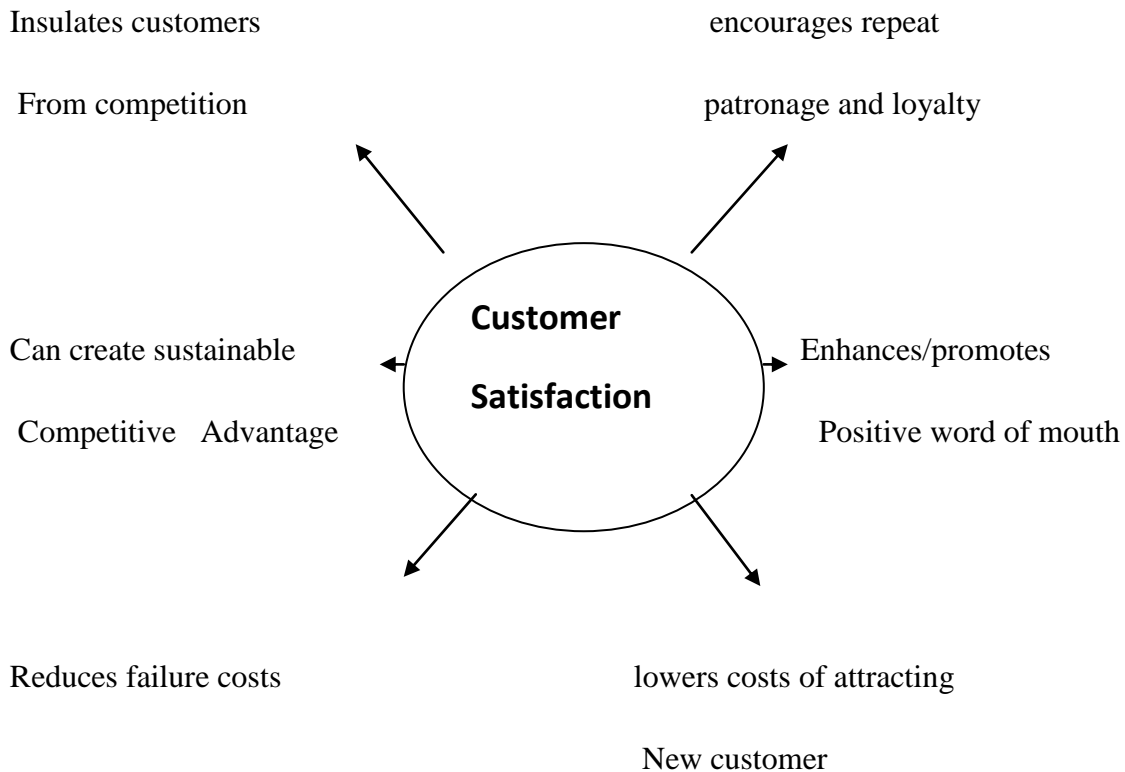 Insulates customers
From competition
encourages repeat
patronage and loyalty
Customer
Satisfaction
Can create sustainable
Competitive Advantage
Enhances/promotes
Positive word of mouth
Reduces failure costs
lowers costs of attracting
New customer